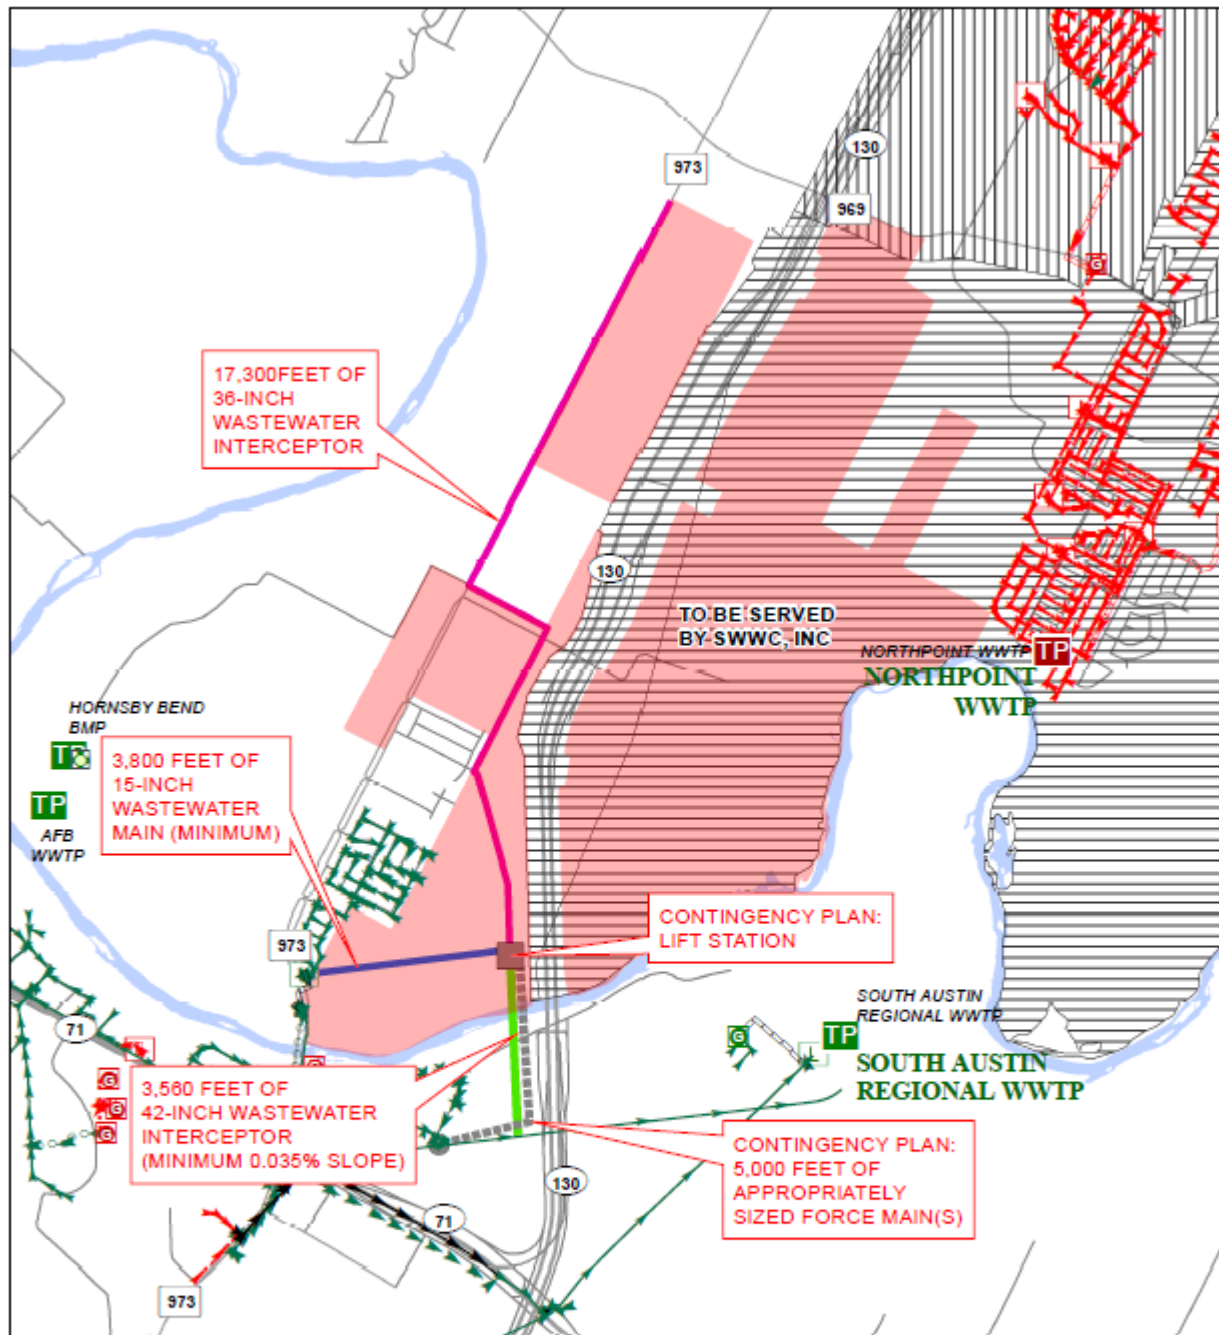 130
973
969
17,300FEET OF
36-INCH
WASTEWATER
INTERCEPTOR
130
TO BE SERVED
BY SWWC, INC
NORTHPOINT WWTP
TP
NORTHPOINT
WWTP
HORNSBY BEND
BMP
TP
3,800 FEET OF
15-INCH
WASTEWATER
MAIN (MINIMUM)
TP
AFB
WWTP
973
CONTINGENCY PLAN:
LIFT STATION
71
SOUTH AUSTIN
REGIONAL WWTP
TP
SOUTH AUSTIN
REGIONAL WWTP
G
G
G
G
G
G
3,560 FEET OF
42-INCH WASTEWATER
INTERCEPTOR
(MINIMUM 0.035% SLOPE)
CONTINGENCY PLAN:
5,000 FEET OF
APPROPRIATELY
SIZED FORCE MAIN(S)
130
71
973